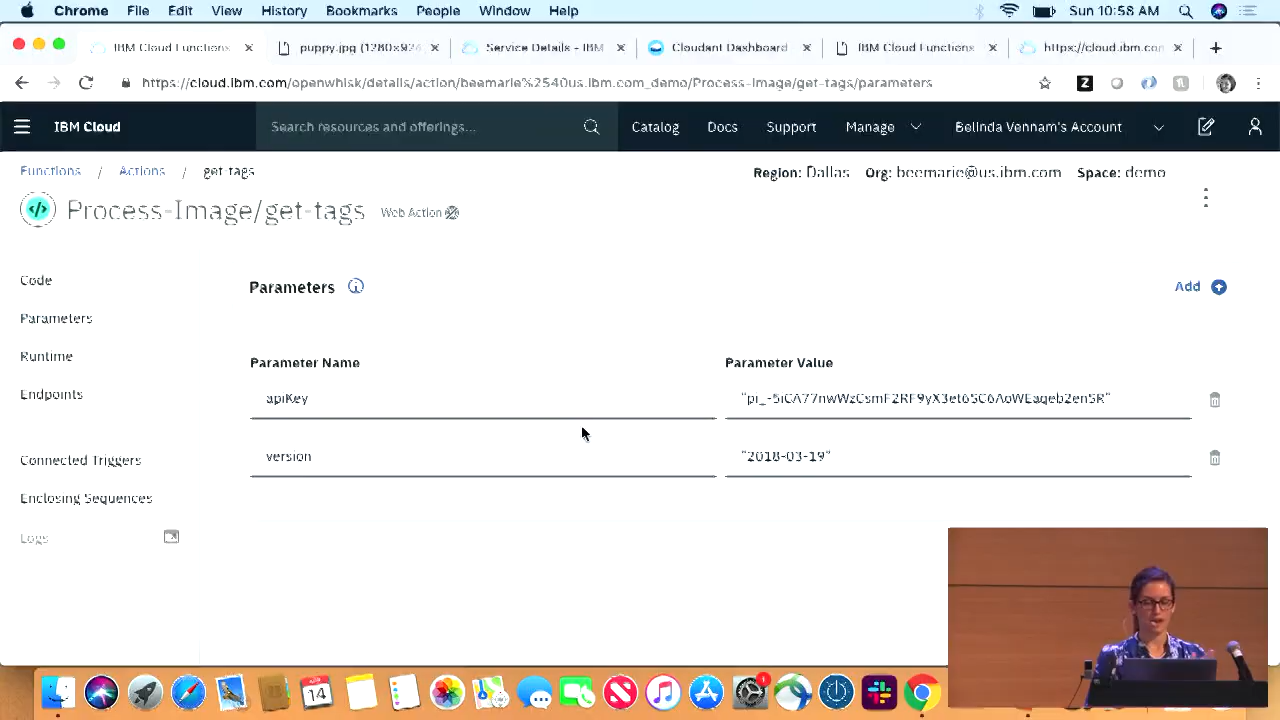 Chrome File Edit View History Bookmarks People Window Help Sun 10:58 AM
IBM Cloud Functions puppy.jpg (1280×926 Service Details - IBM Cloudant Dashboard IBM Cloud Functions https://cloud.ibm.con
https://cloud.ibm.com/openwhisk/details/action/beemarie%2540us.ibm.com_demo/Process-Image/get-tags/parameters
IBM Cloud Search resources and offerings... Catalog Docs Support Manage Belinda Vennam's Account
Functions / Actions / get-tags Region: Dallas Org: beemarie@us.ibm.com Space: demo
</> Process-Image/get-tags Web Action
Code
Parameters Add
Parameters
Runtime
Parameter Name Parameter Value
Endpoints
apiKey
version "2018-03-19"
Connected Triggers
Enclosing Sequences
Logs
14
1